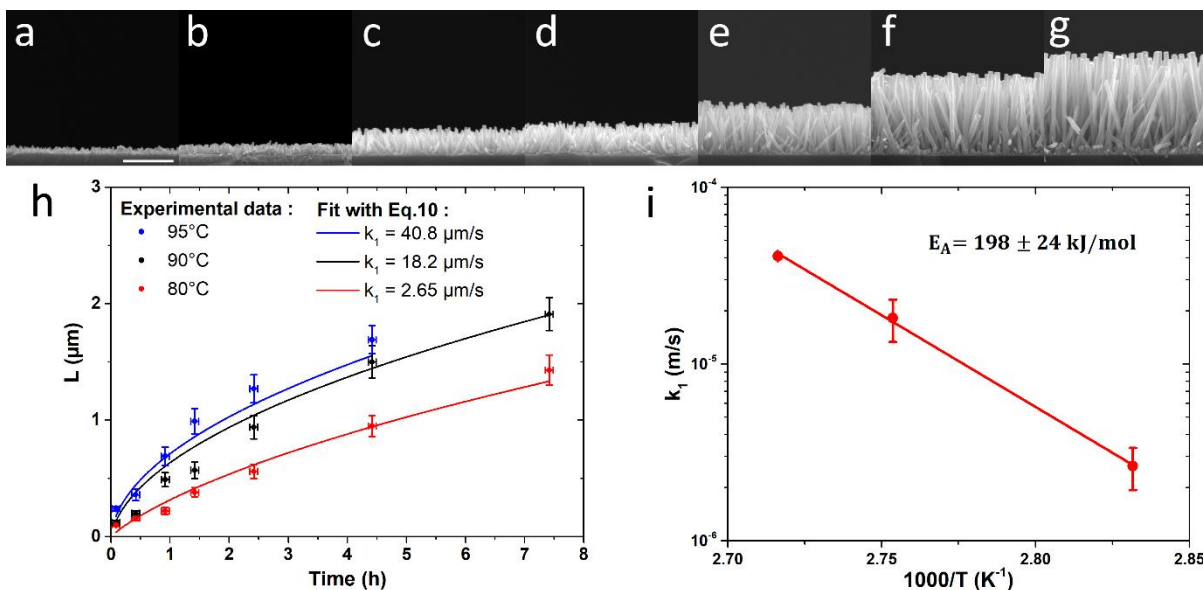 a b c d e f g
h
3
2
1
0
L (µm)
Experimental data :
95°C
90°C
80°C
Fit with Eq.10 :
k₁ = 40.8 µm/s
k₁ = 18.2 µm/s
k₁ = 2.65 µm/s
0 1 2 3 4 5 6 7 8
Time (h)
i
10⁻⁴
10⁻⁵
10⁻⁶
k₁ (m/s)
E_A = 198 ± 24 kJ/mol
2.70 2.75 2.80 2.85
1000/T (K⁻¹)